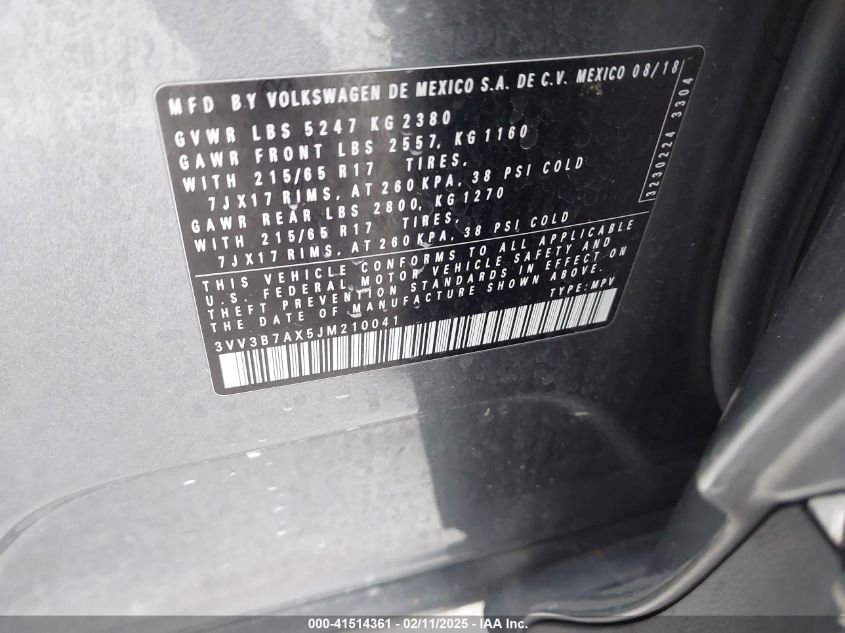 MFD BY VOLKSWAGEN DE MEXICO S.A. DE C.V. MEXICO 08/18
GVWR LBS 5247 KG 2380
GAWR FRONT LBS 2557, KG 1160
WITH 215/65 R17 TIRES,
7JX17 RIMS, AT 260 KPA, 38 PSI COLD
GAWR REAR LBS 2800, KG 1270
WITH 215/65 R17 TIRES,
7JX17 RIMS, AT 260 KPA, 38 PSI COLD
THIS VEHICLE CONFORMS TO ALL APPLICABLE
U.S. FEDERAL MOTOR VEHICLE SAFETY AND
THEFT PREVENTION STANDARDS IN EFFECT ON
THE DATE OF MANUFACTURE SHOWN ABOVE.
TYPE: MPV
3VV3B7AX5JM210041
3230224 3304
000-41514361 - 02/11/2025 - © IAA Inc.